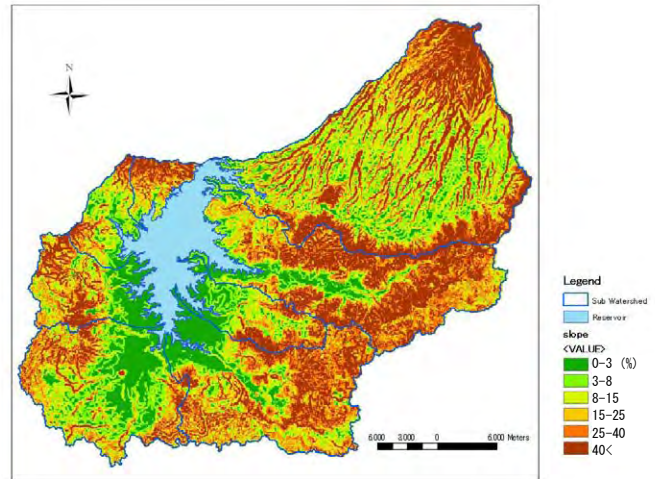 N
Legend
Sub Watershed
Reservoir
slope
<VALUE>
0-3 (%)
3-8
8-15
15-25
25-40
40<
6.000 3.000 0 6.000 Meters